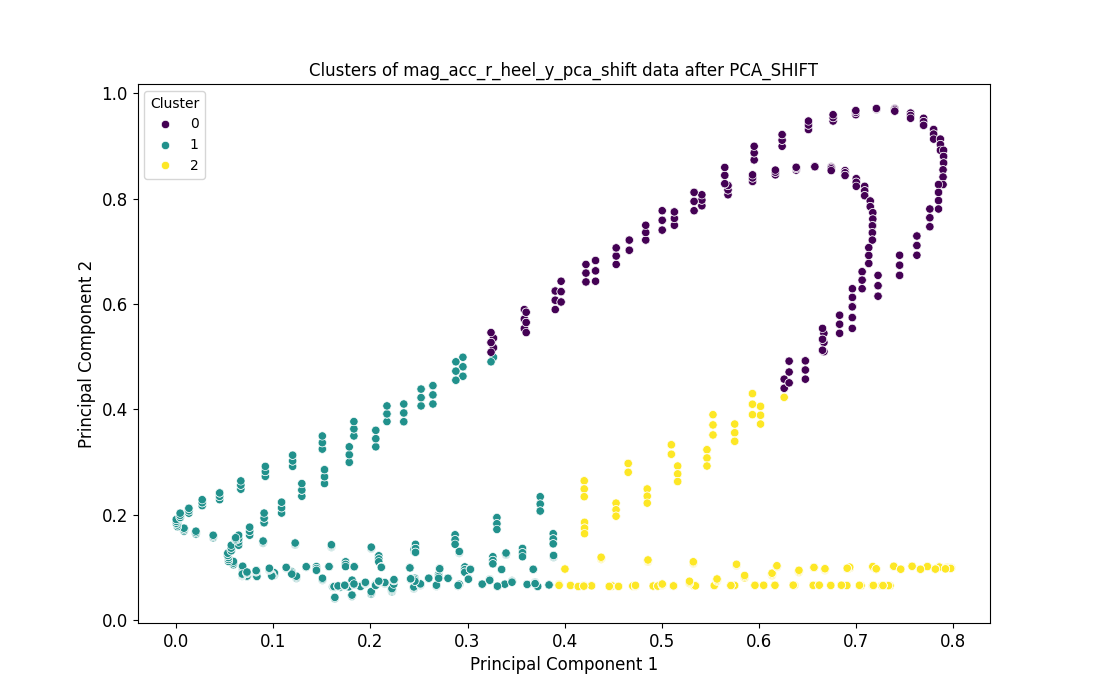 Clusters of mag_acc_r_heel_y_pca_shift data after PCA_SHIFT
Cluster
0
1
2
Principal Component 2
1.0
0.8
0.6
0.4
0.2
0.0
0.0 0.1 0.2 0.3 0.4 0.5 0.6 0.7 0.8
Principal Component 1